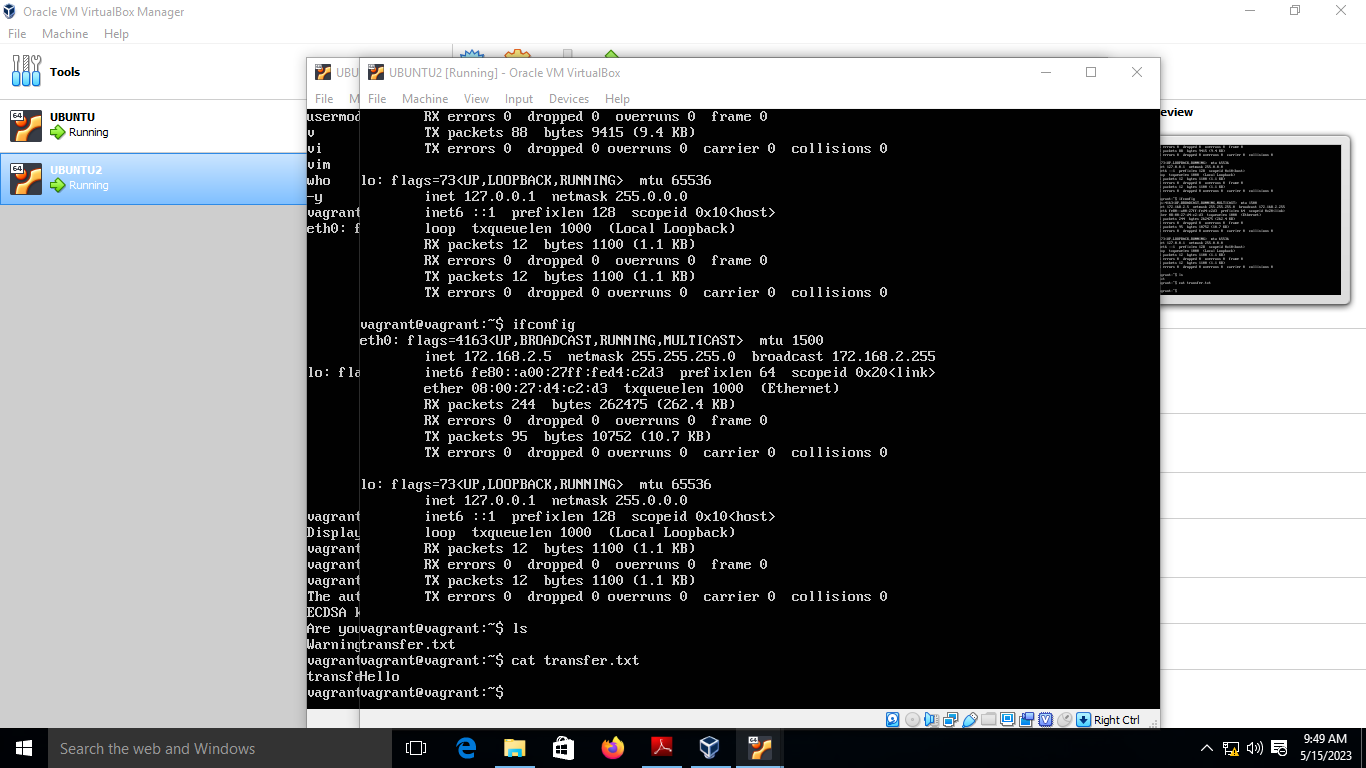 Oracle VM VirtualBox Manager
File Machine Help
Tools
64 UBUNTU
Running
64 UBUNTU2
Running
UBU
File M
usermod
v
vi
vim
who
-y
vagrant
eth0: f
lo: fla
vagrant
Display
vagrant
vagrant
vagrant
The aut
ECDSA k
Are you
Warning
vagrant
transfe
vagrant
UBUNTU2 [Running] - Oracle VM VirtualBox
File Machine View Input Devices Help
RX errors 0 dropped 0 overruns 0 frame 0
TX packets 88 bytes 9415 (9.4 KB)
TX errors 0 dropped 0 overruns 0 carrier 0 collisions 0
lo: flags=73<UP,LOOPBACK,RUNNING> mtu 65536
inet 127.0.0.1 netmask 255.0.0.0
inet6 ::1 prefixlen 128 scopeid 0x10<host>
loop txqueuelen 1000 (Local Loopback)
RX packets 12 bytes 1100 (1.1 KB)
RX errors 0 dropped 0 overruns 0 frame 0
TX packets 12 bytes 1100 (1.1 KB)
TX errors 0 dropped 0 overruns 0 carrier 0 collisions 0
vagrant@vagrant:~$ ifconfig
eth0: flags=4163<UP,BROADCAST,RUNNING,MULTICAST> mtu 1500
inet 172.168.2.5 netmask 255.255.255.0 broadcast 172.168.2.255
inet6 fe80::a00:27ff:fed4:c2d3 prefixlen 64 scopeid 0x20<link>
ether 08:00:27:d4:c2:d3 txqueuelen 1000 (Ethernet)
RX packets 244 bytes 262475 (262.4 KB)
RX errors 0 dropped 0 overruns 0 frame 0
TX packets 95 bytes 10752 (10.7 KB)
TX errors 0 dropped 0 overruns 0 carrier 0 collisions 0
lo: flags=73<UP,LOOPBACK,RUNNING> mtu 65536
inet 127.0.0.1 netmask 255.0.0.0
inet6 ::1 prefixlen 128 scopeid 0x10<host>
loop txqueuelen 1000 (Local Loopback)
RX packets 12 bytes 1100 (1.1 KB)
RX errors 0 dropped 0 overruns 0 frame 0
TX packets 12 bytes 1100 (1.1 KB)
TX errors 0 dropped 0 overruns 0 carrier 0 collisions 0
vagrant@vagrant:~$ ls
transfer.txt
vagrant@vagrant:~$ cat transfer.txt
Hello
vagrant@vagrant:~$
Right Ctrl
eview
Search the web and Windows
9:49 AM
5/15/2023